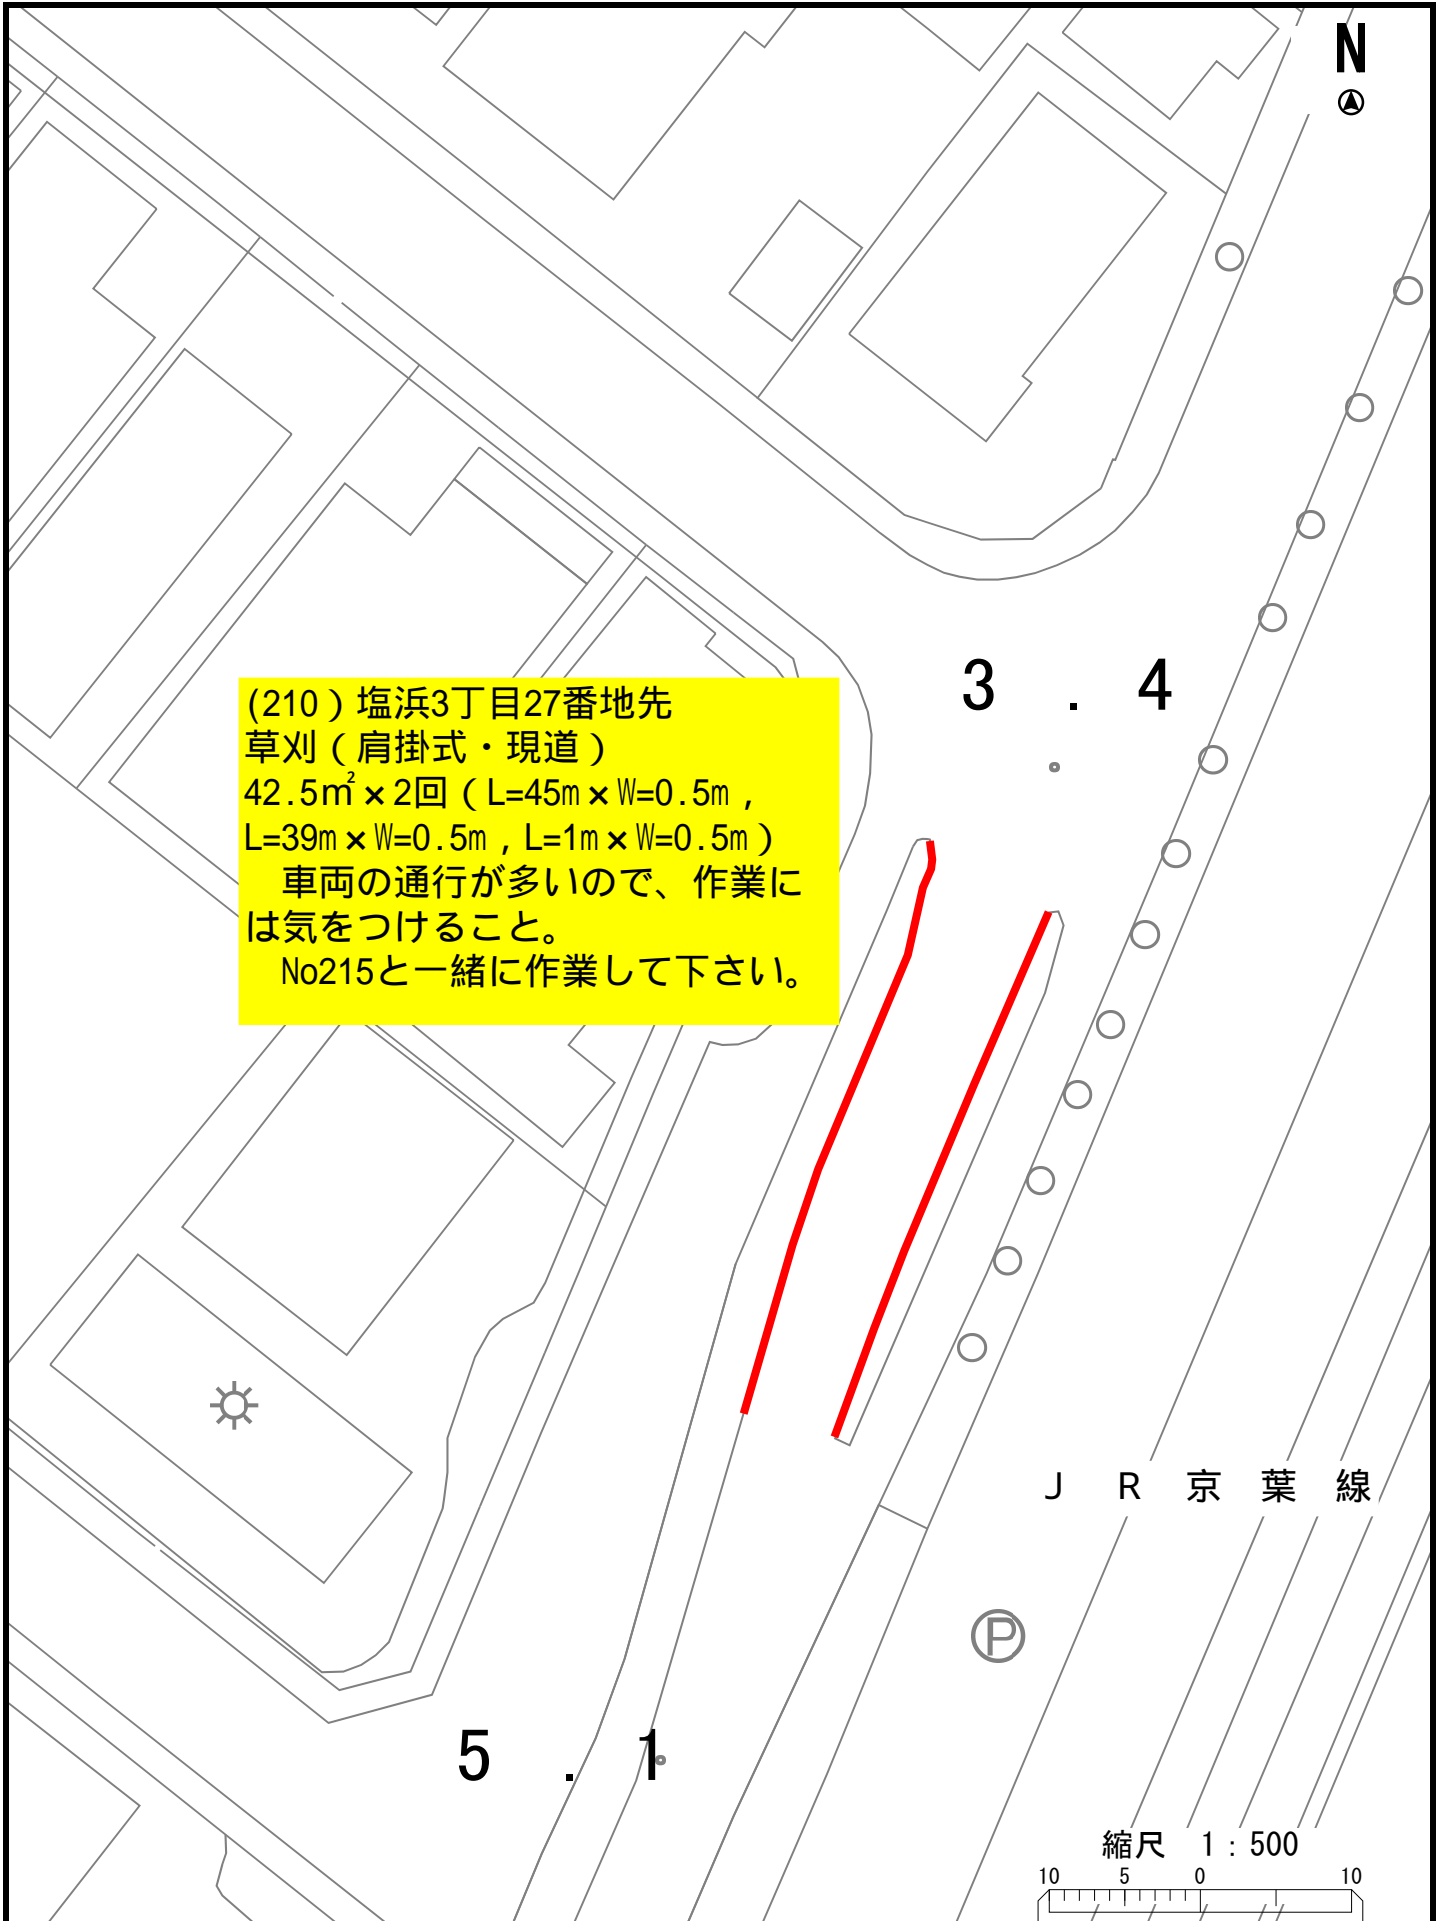 N
3 . 4
(210）塩浜3丁目27番地先
草刈（肩掛式・現道）
42.5㎡×2回（L=45m×W=0.5m，
L=39m×W=0.5m，L=1m×W=0.5m）
　車両の通行が多いので、作業に
は気をつけること。
　No215と一緒に作業して下さい。
ＪＲ京葉線
P
5 . 1
縮尺　1：500
10 5 0 10